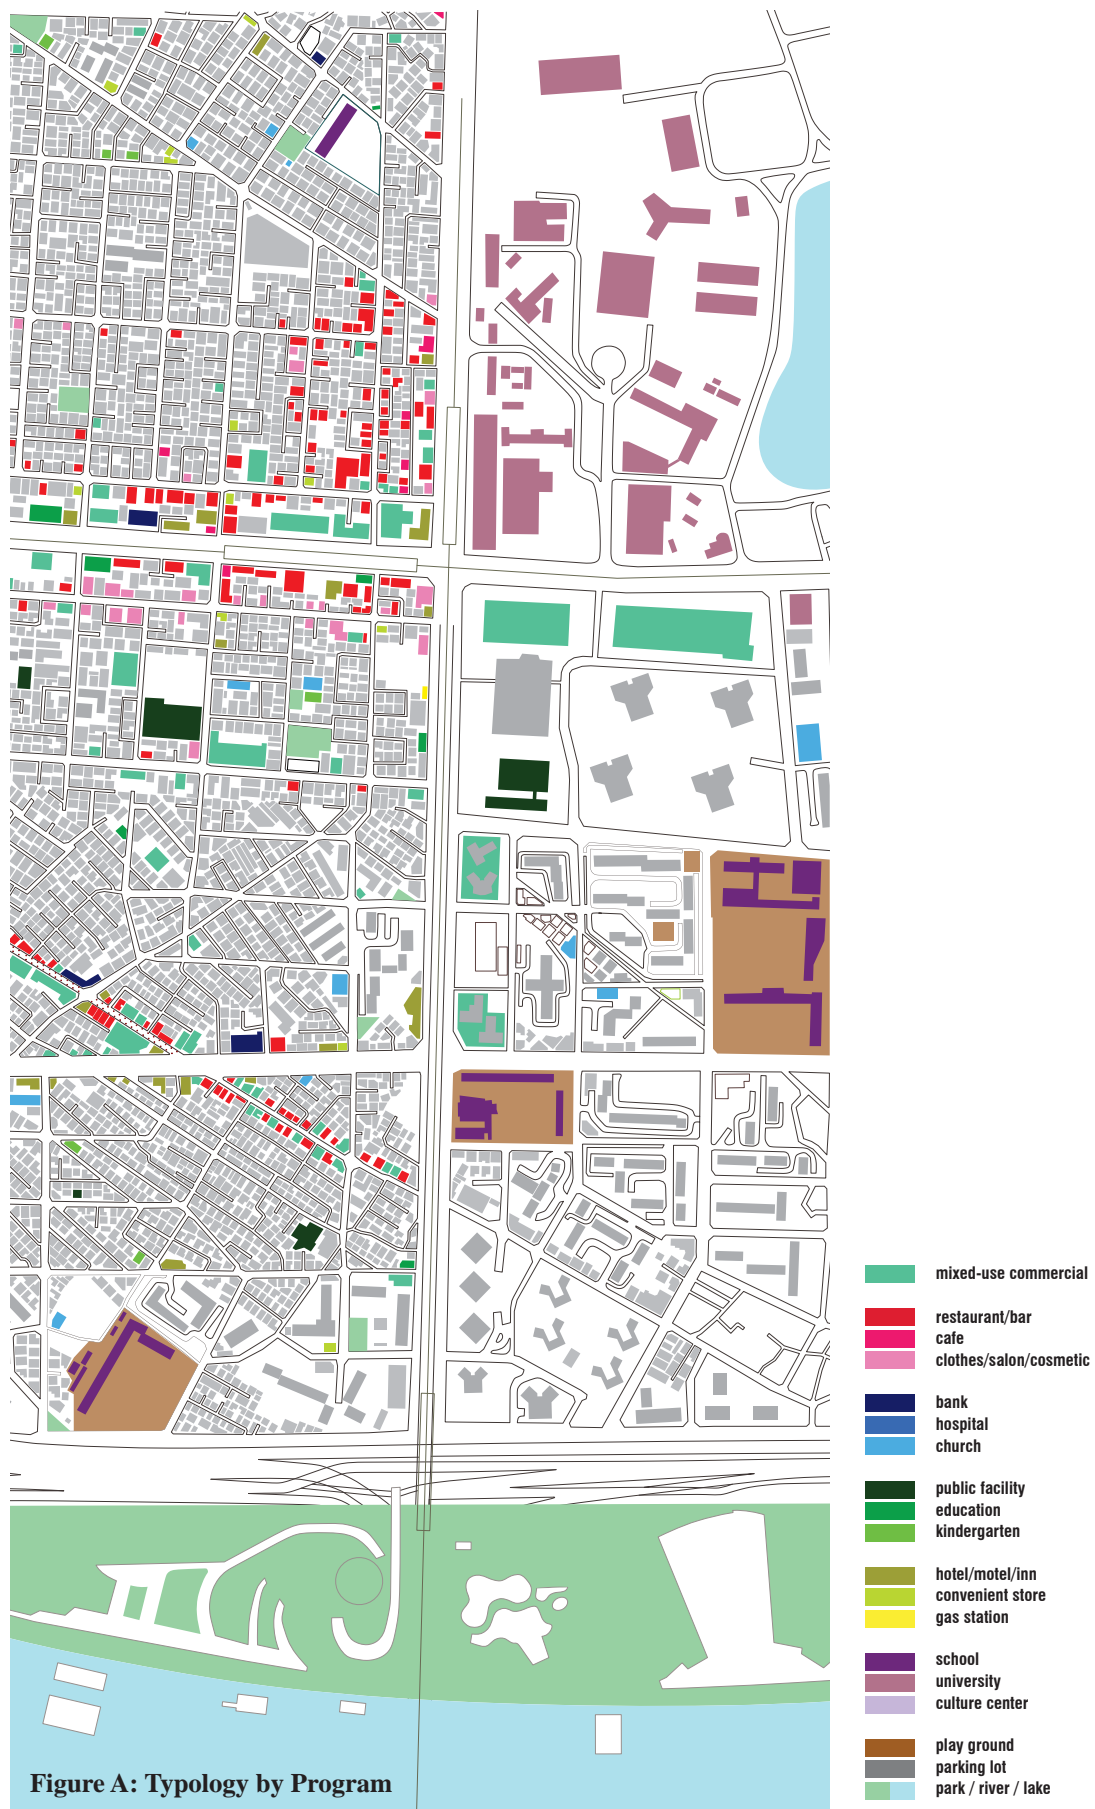 mixed-use commercial
restaurant/bar
cafe
clothes/salon/cosmetic
bank
hospital
church
public facility
education
kindergarten
hotel/motel/inn
convenient store
gas station
school
university
culture center
play ground
parking lot
park / river / lake
Figure A: Typology by Program